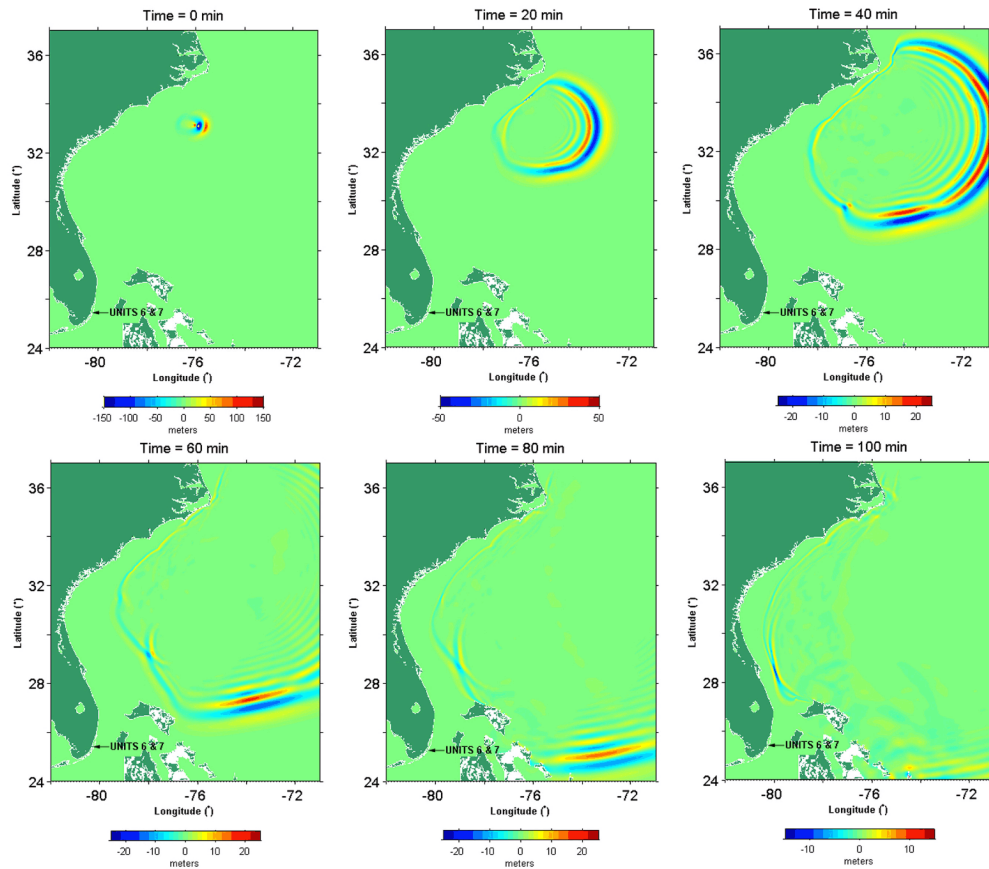 Time = 0 min
36
32
28
24
Latitude (°)
UNITS 6 & 7
-80
-76
-72
Longitude (°)
-150 -100 -50 0 50 100 150
meters
Time = 20 min
36
32
28
24
Latitude (°)
UNITS 6 & 7
-80
-76
-72
Longitude (°)
-50 0 50
meters
Time = 40 min
36
32
28
24
Latitude (°)
UNITS 6 & 7
-80
-76
-72
Longitude (°)
-20 -10 0 10 20
meters
Time = 60 min
36
32
28
24
Latitude (°)
UNITS 6 & 7
-80
-76
-72
Longitude (°)
-20 -10 0 10 20
meters
Time = 80 min
36
32
28
24
Latitude (°)
UNITS 6 & 7
-80
-76
-72
Longitude (°)
-20 -10 0 10 20
meters
Time = 100 min
36
32
28
24
Latitude (°)
UNITS 6 & 7
-80
-76
-72
Longitude (°)
-10 0 10
meters